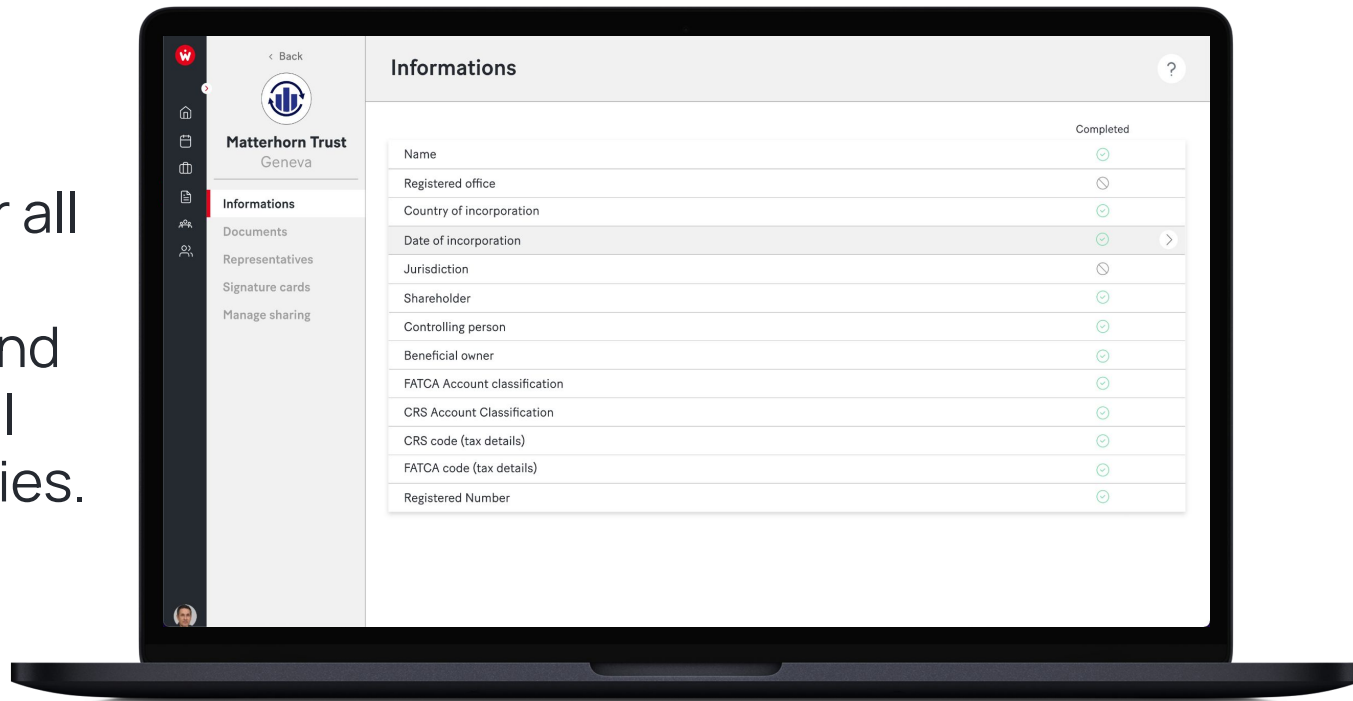 r all
nd
l
ies.
< Back
Matterhorn Trust
Geneva
Informations
Documents
Representatives
Signature cards
Manage sharing
Informations
?
Completed
Name
Registered office
Country of incorporation
Date of incorporation
Jurisdiction
Shareholder
Controlling person
Beneficial owner
FATCA Account classification
CRS Account Classification
CRS code (tax details)
FATCA code (tax details)
Registered Number